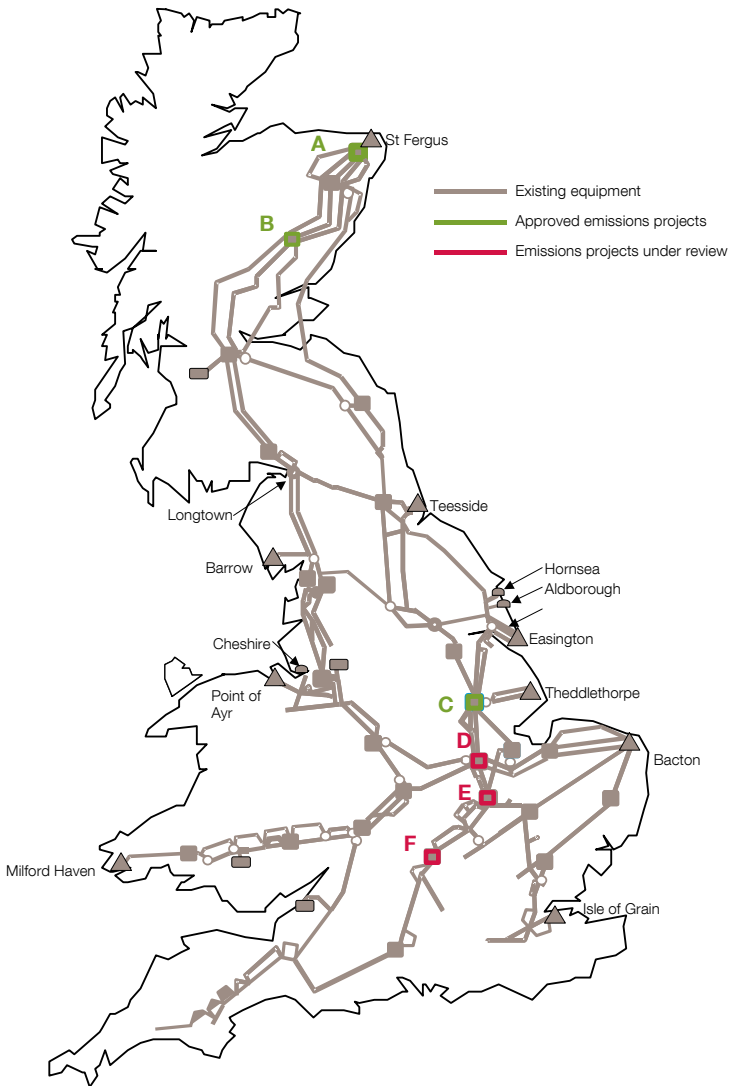 A
St Fergus
Existing equipment
Approved emissions projects
B
Emissions projects under review
Teesside
Longtown
Barrow
Hornsea
Aldborough
Easington
Cheshire
Point of
Ayr
Theddlethorpe
C
D
Bacton
E
F
Milford Haven
Isle of Grain